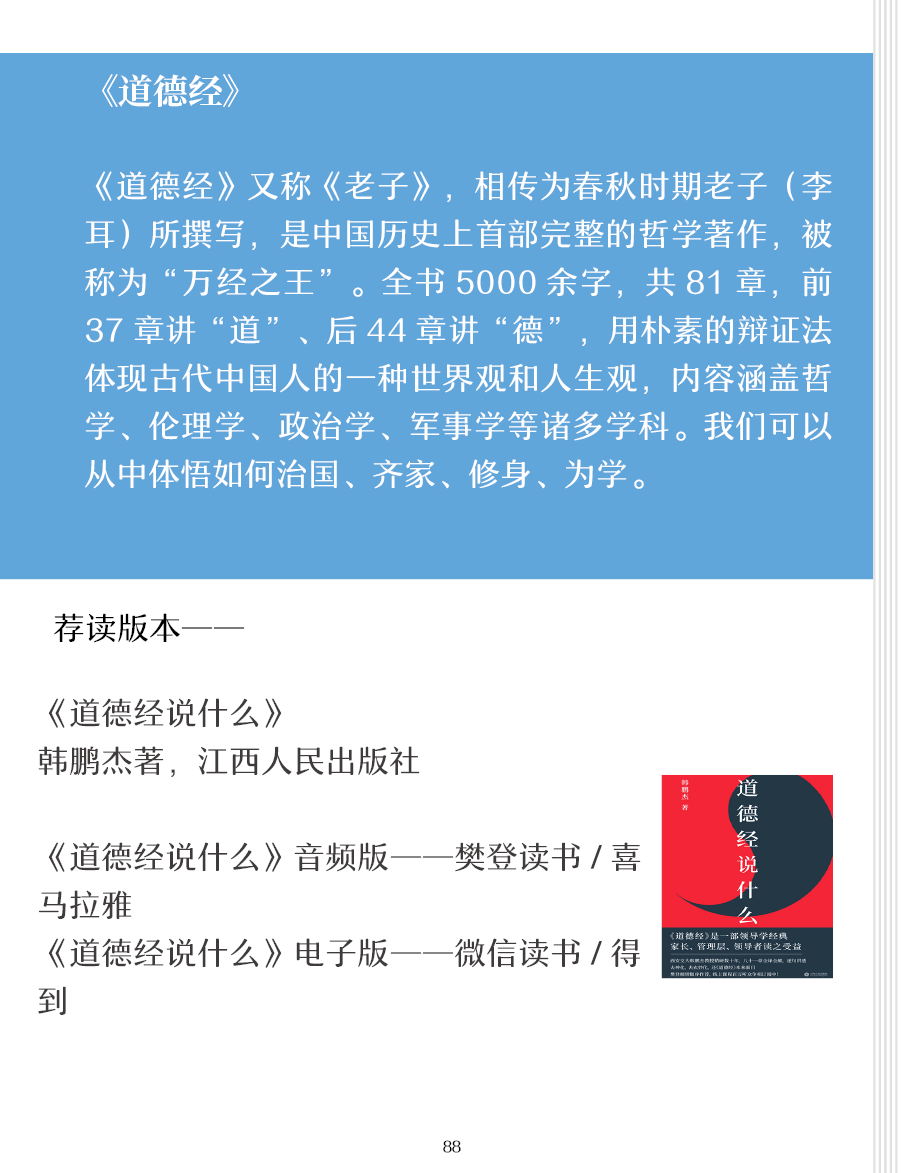 《道德经》
《道德经》又称《老子》，相传为春秋时期老子（李
耳）所撰写，是中国历史上首部完整的哲学著作，被
称为“万经之王”。全书 5000 余字，共 81 章，前
37 章讲“道”、后 44 章讲“德”，用朴素的辩证法
体现古代中国人的一种世界观和人生观，内容涵盖哲
学、伦理学、政治学、军事学等诸多学科。我们可以
从中体悟如何治国、齐家、修身、为学。
荐读版本——
《道德经说什么》
韩鹏杰著，江西人民出版社
《道德经说什么》音频版——樊登读书 / 喜
马拉雅
《道德经说什么》电子版——微信读书 / 得
到
韩鹏杰 著
道德经说什么
《道德经》是一部领导学经典
家长、管理层、领导者读之受益
88